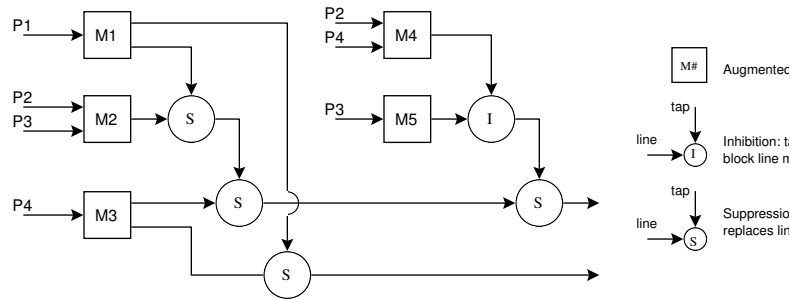 P1
M1
P2
P3
M2
S
S
P4
M3
S
P2
P4
M4
P3
M5
I
S
M#
Augmented
tap
line
I
Inhibition: ta
block line m
tap
line
S
Suppressio
replaces lin